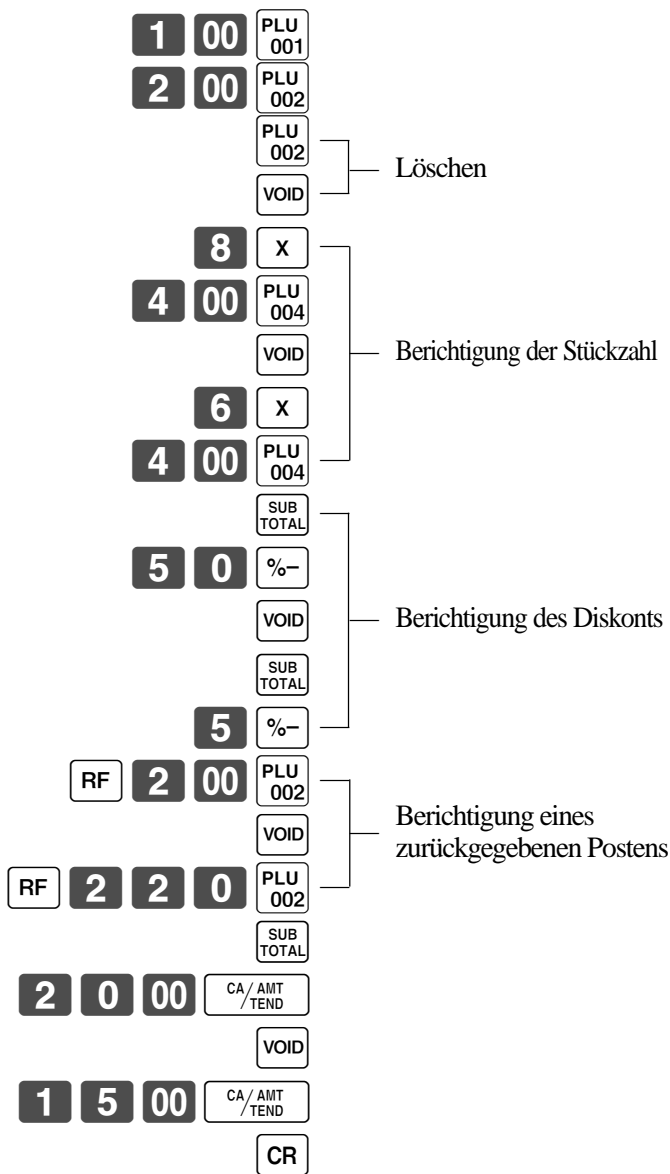 1 00 PLU 001
2 00 PLU 002
PLU 002
VOID
Löschen
8 X
4 00 PLU 004
VOID
Berichtigung der Stückzahl
6 X
4 00 PLU 004
SUB TOTAL
5 0 %−
VOID
Berichtigung des Diskonts
SUB TOTAL
5 %−
RF 2 00 PLU 002
VOID
Berichtigung eines
zurückgegebenen Postens
RF 2 2 0 PLU 002
SUB TOTAL
2 0 00 CA/AMT TEND
VOID
1 5 00 CA/AMT TEND
CR